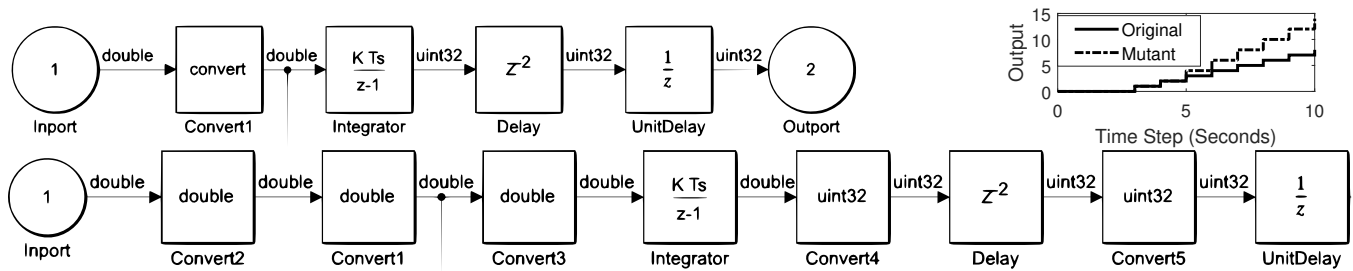 double
double
uint32
uint32
uint32
1
convert
K Ts
z-1
z^-2
1
z
2
Inport
Convert1
Integrator
Delay
UnitDelay
Outport
Output
15
10
5
0
Original
Mutant
0
5
10
Time Step (Seconds)
double
double
double
double
double
uint32
uint32
uint32
1
double
double
double
K Ts
z-1
uint32
z^-2
uint32
1
z
Inport
Convert2
Convert1
Convert3
Integrator
Convert4
Delay
Convert5
UnitDelay